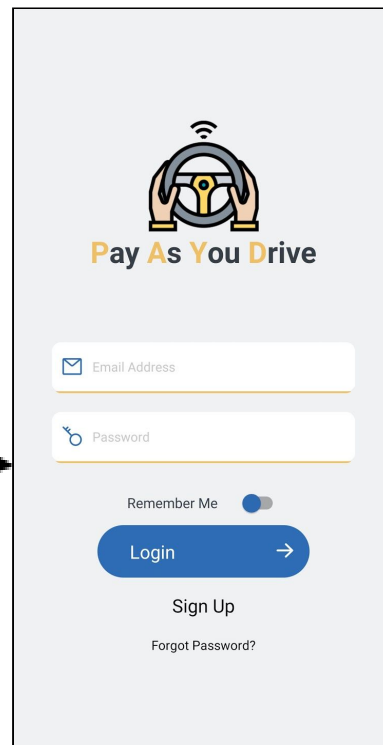 Pay As You Drive
Email Address
Password
Remember Me
Login
Sign Up
Forgot Password?